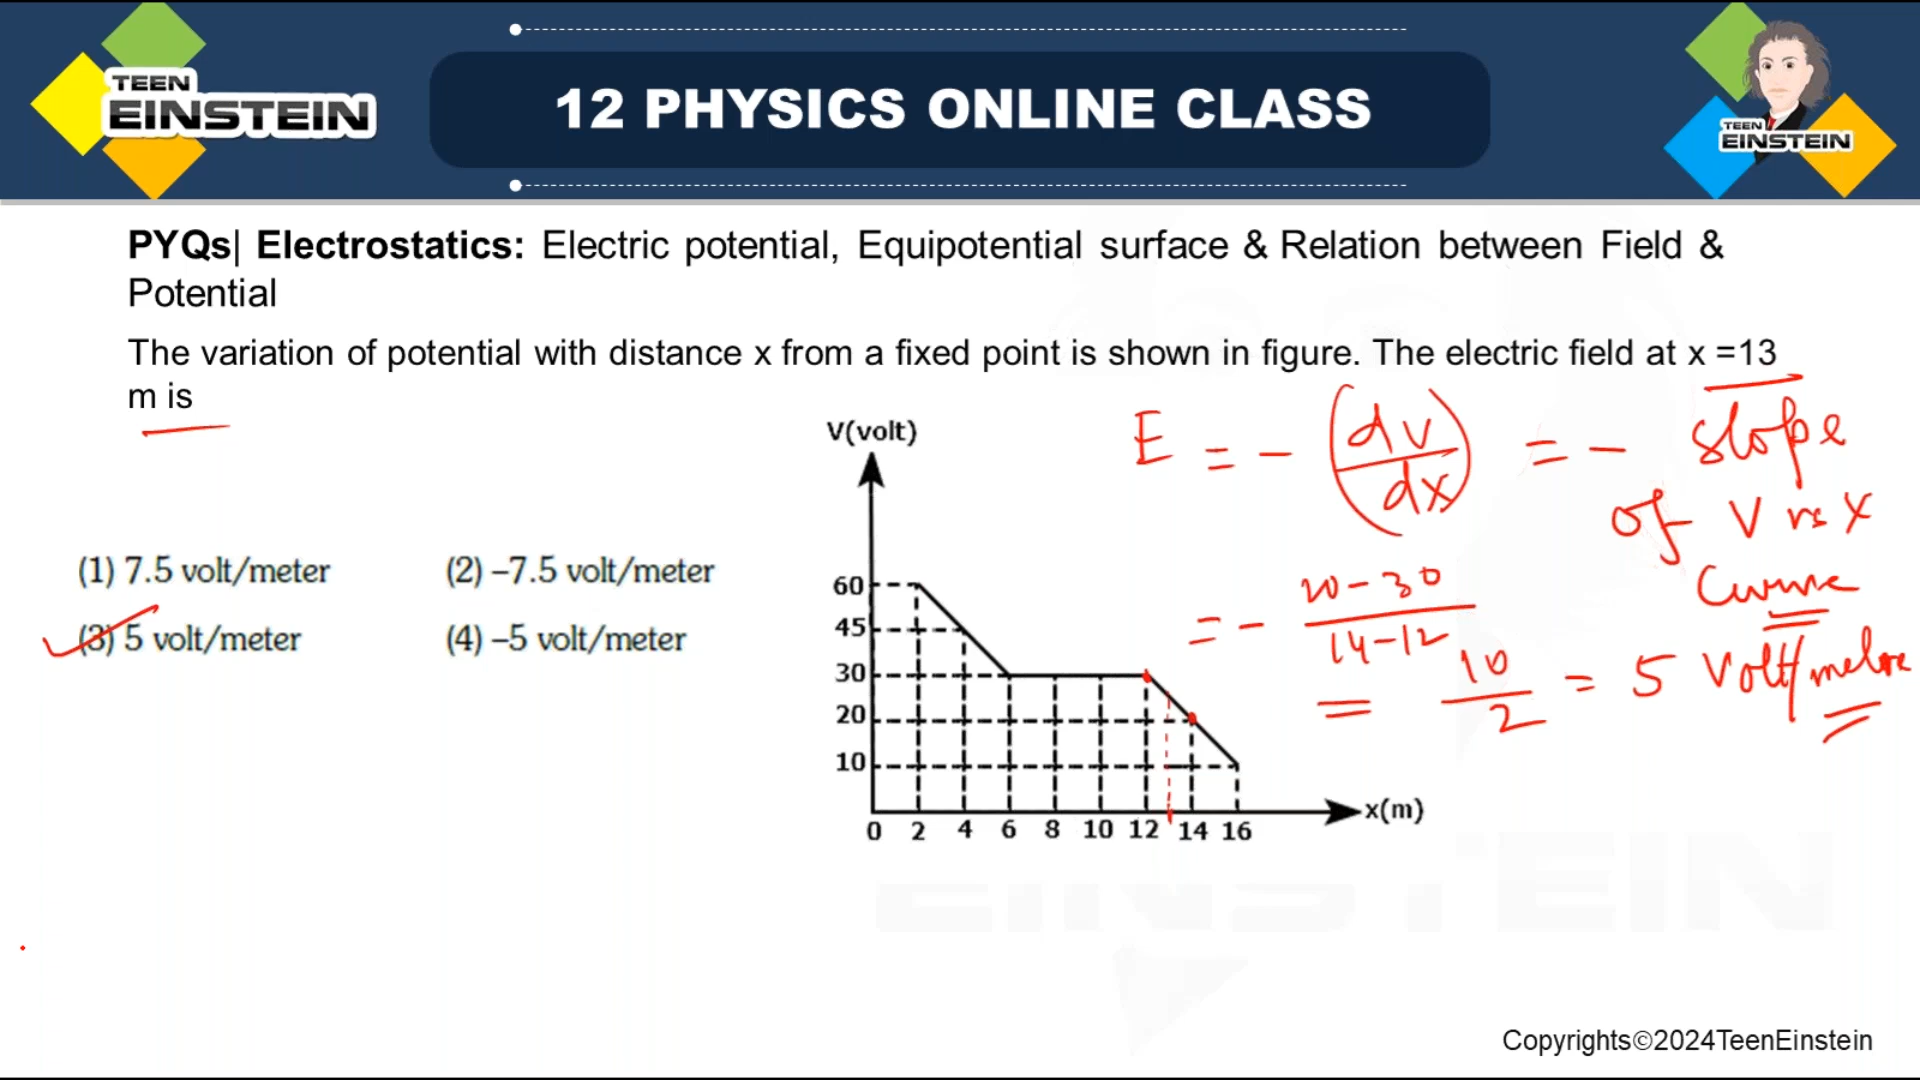 TEEN
EINSTEIN
12 PHYSICS ONLINE CLASS
TEEN
EINSTEIN
PYQs| Electrostatics: Electric potential, Equipotential surface & Relation between Field &
Potential
The variation of potential with distance x from a fixed point is shown in figure. The electric field at x =13
m is
(1) 7.5 volt/meter (2) –7.5 volt/meter
(3) 5 volt/meter (4) –5 volt/meter
V(volt)
60
45
30
20
10
0 2 4 6 8 10 12 14 16
x(m)
E = - (dv/dx) = - slope
of V vs x
Curve
= - 20-30/14-12
= 10/2 = 5 Volt/metre
EINSTEIN
Copyrights©2024TeenEinstein